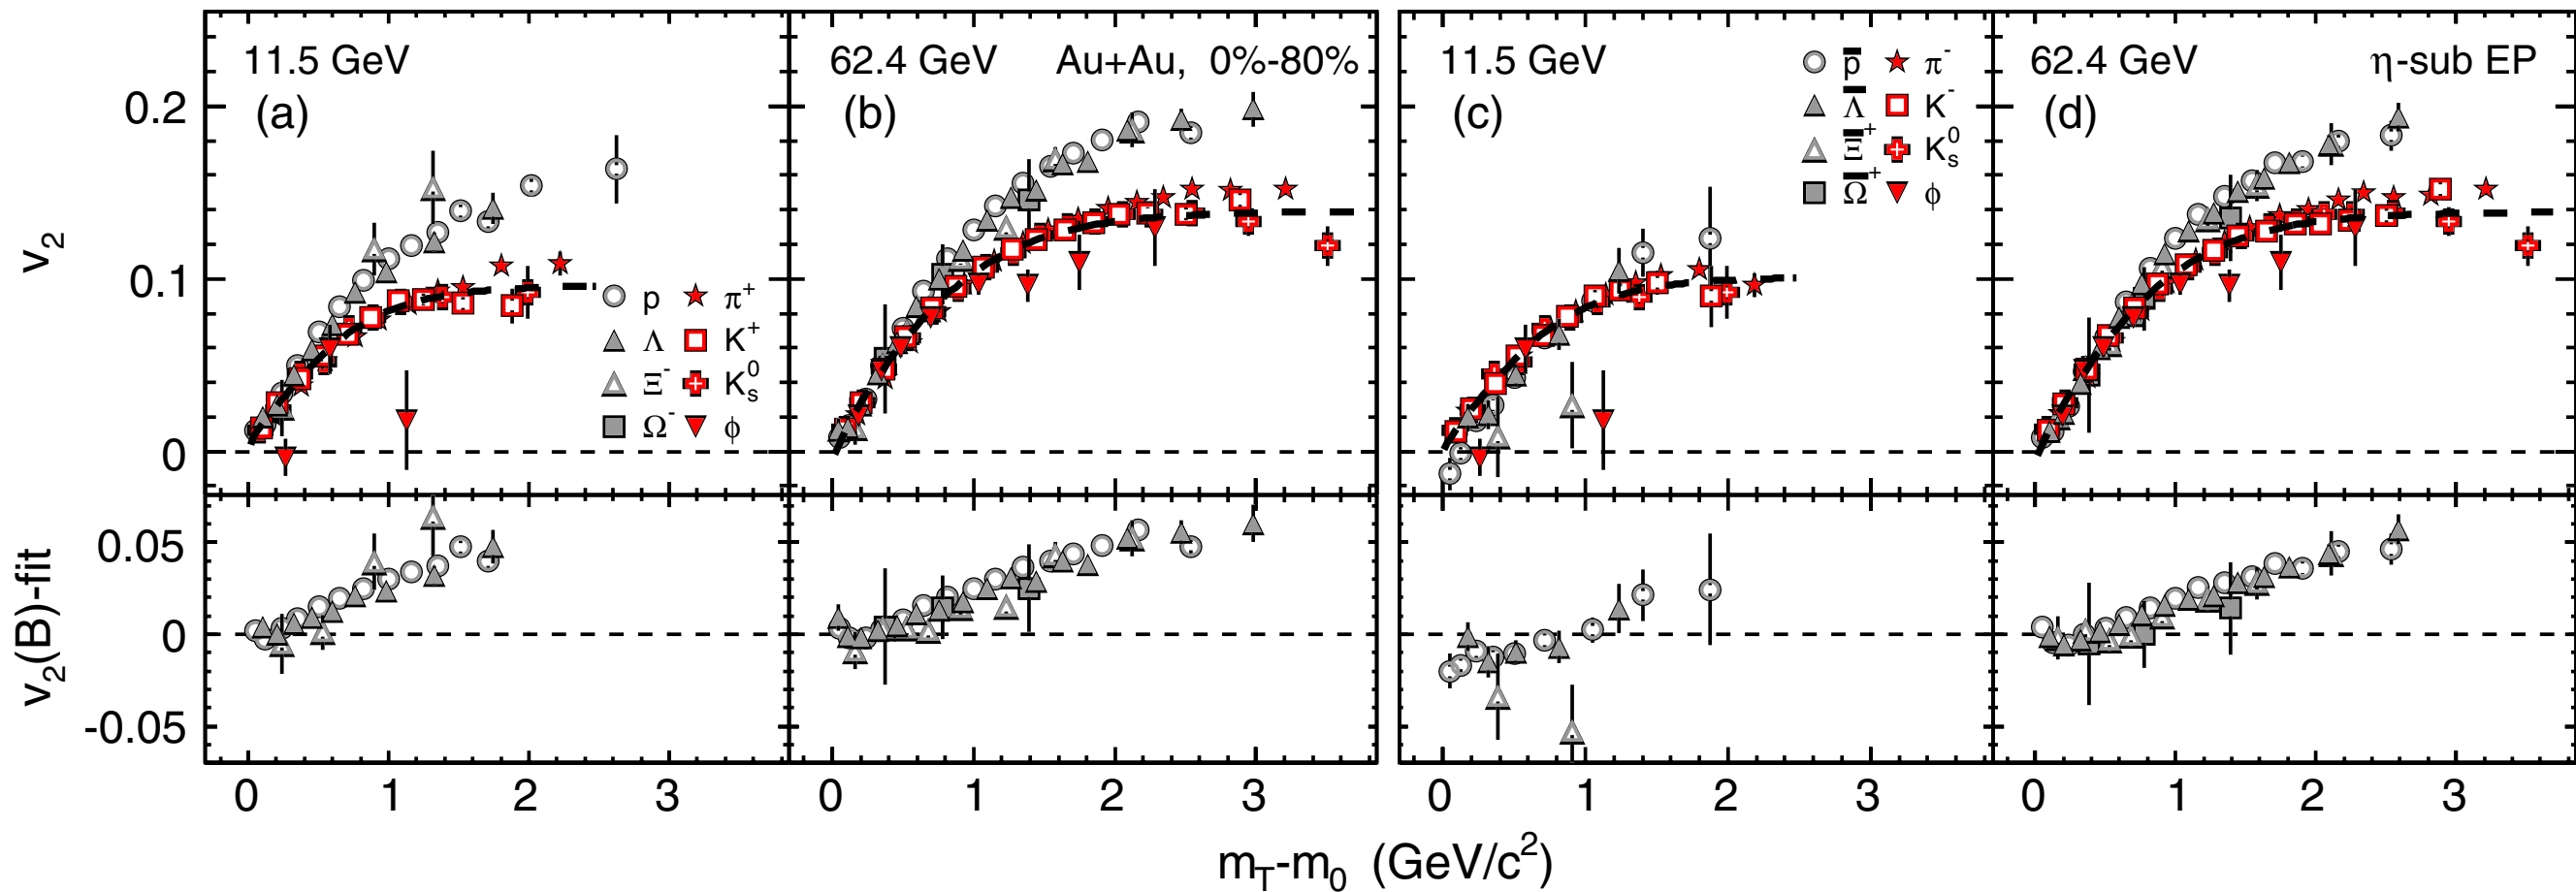 11.5 GeV
(a)
62.4 GeV Au+Au, 0%-80%
(b)
11.5 GeV
(c)
62.4 GeV η-sub EP
(d)
v₂
0.2
0.1
0
p π⁺
Λ K⁺
Ξ⁻ K⁰ₛ
Ω⁻ ϕ
p̅ π⁻
Λ̅ K⁻
Ξ̅⁺ K⁰ₛ
Ω̅⁺ ϕ
v₂(B)-fit
0.05
0
-0.05
0 1 2 3 0 1 2 3 0 1 2 3 0 1 2 3
m_T-m₀ (GeV/c²)